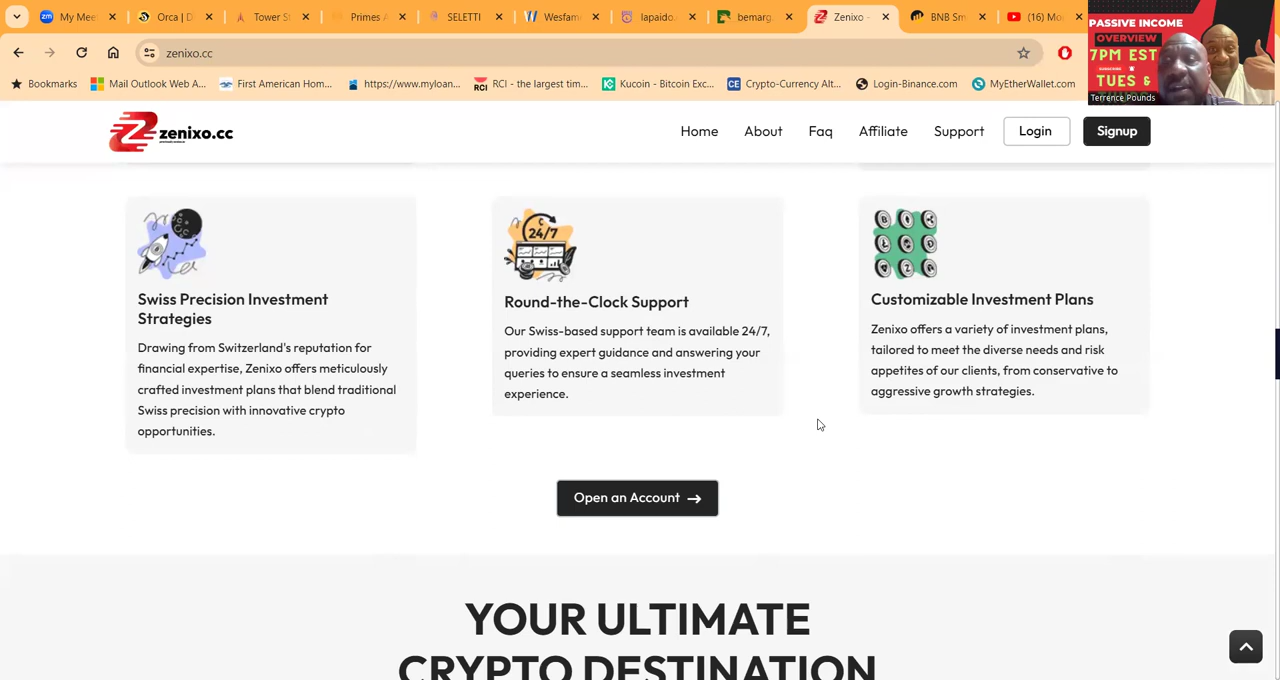 My Mee
Orca | D
Tower S
Primes A
SELETTI
Wesfam
lapaido.
bemarg.
Zenixo -
BNB Sm
(16) Mo
zenixo.cc
Bookmarks
Mail Outlook Web A...
First American Hom...
https://www.myloan...
RCI - the largest tim...
Kucoin - Bitcoin Exc...
Crypto-Currency Alt...
Login-Binance.com
MyEtherWallet.com
PASSIVE INCOME
OVERVIEW
7PM EST
TUES &
Terrence Pounds
zenixo.cc
Home
About
Faq
Affiliate
Support
Login
Signup
Swiss Precision Investment
Strategies
Drawing from Switzerland's reputation for
financial expertise, Zenixo offers meticulously
crafted investment plans that blend traditional
Swiss precision with innovative crypto
opportunities.
24/7
Round-the-Clock Support
Our Swiss-based support team is available 24/7,
providing expert guidance and answering your
queries to ensure a seamless investment
experience.
Customizable Investment Plans
Zenixo offers a variety of investment plans,
tailored to meet the diverse needs and risk
appetites of our clients, from conservative to
aggressive growth strategies.
Open an Account →
YOUR ULTIMATE
CRYPTO DESTINATION